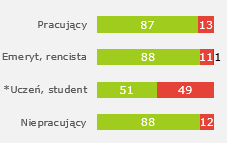 Pracujący 87 13
Emeryt, rencista 88 11 1
*Uczeń, student 51 49
Niepracujący 88 12